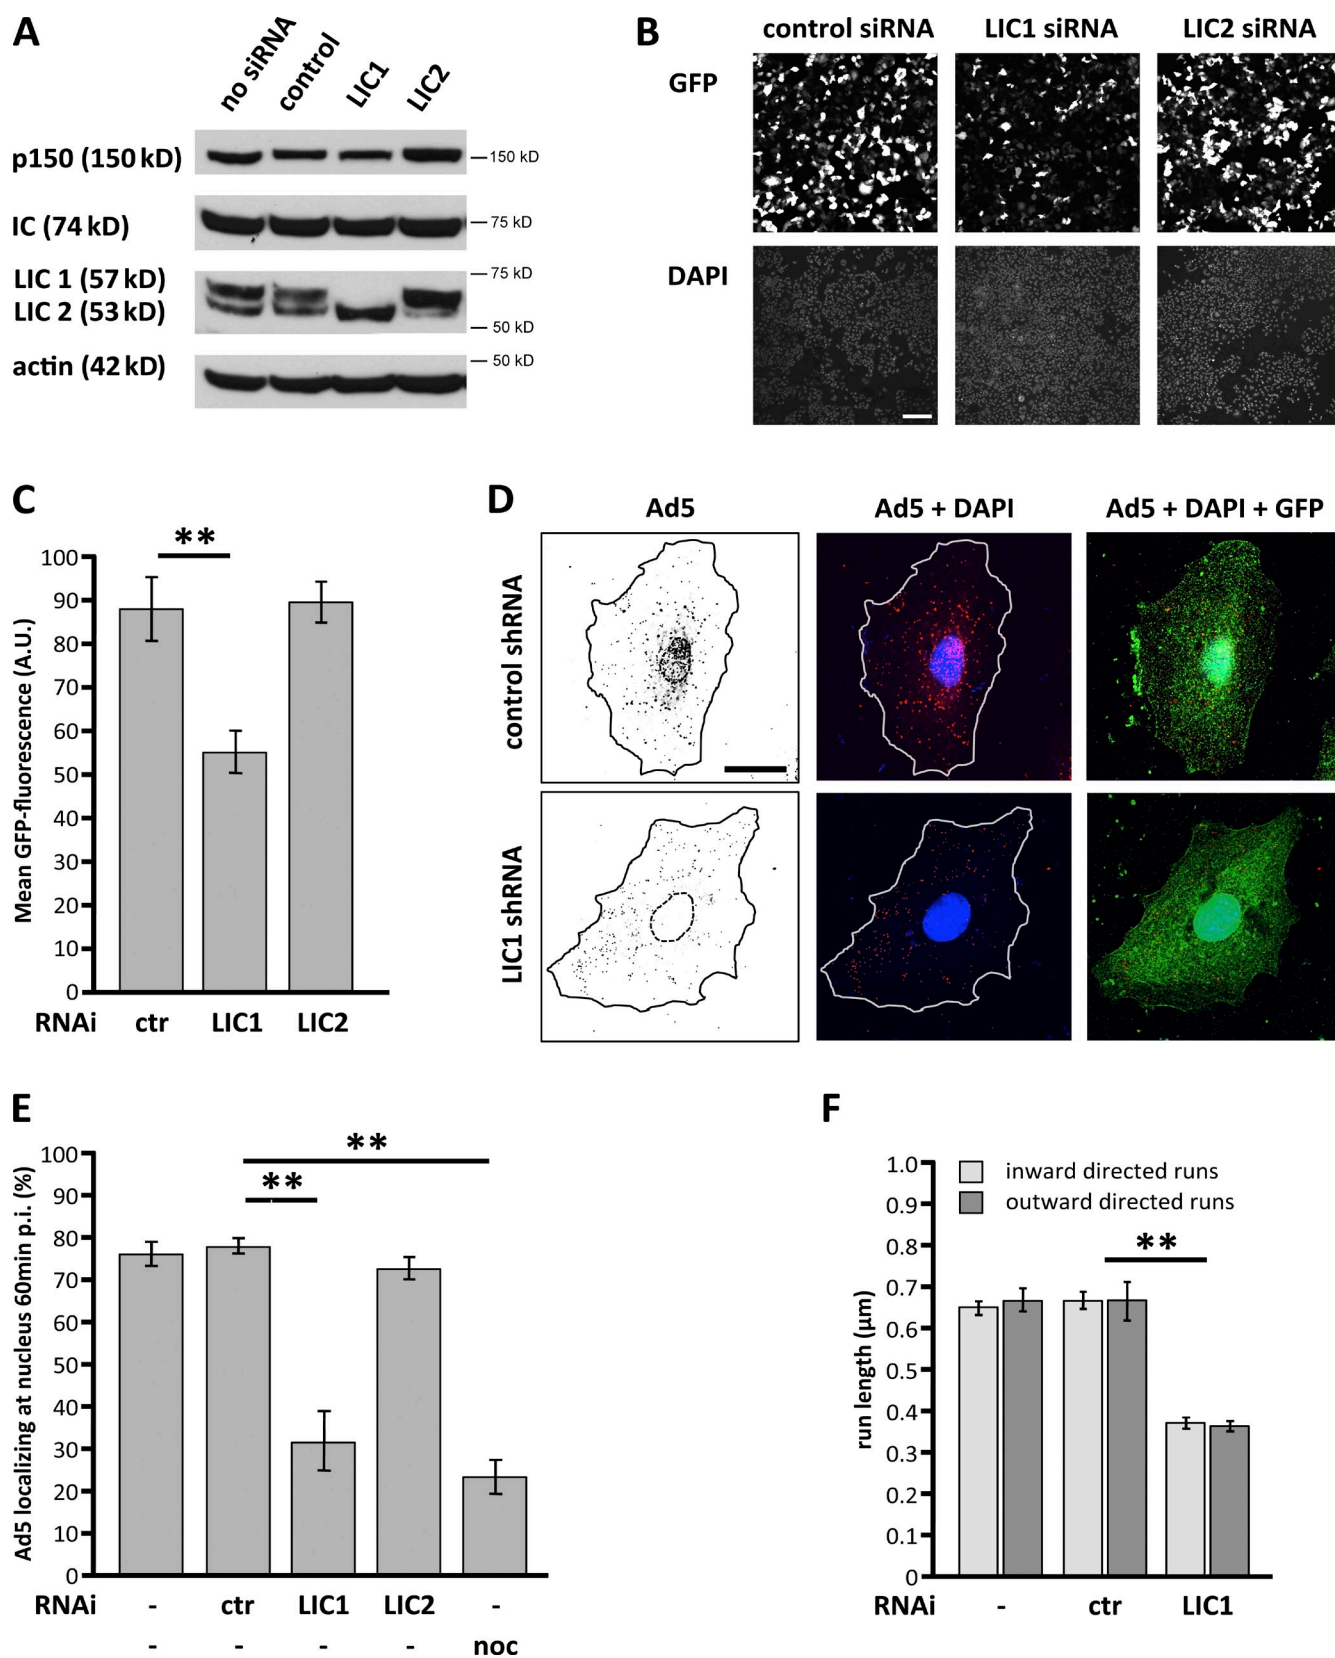 A
no siRNA
control
LIC1
LIC2
p150 (150 kD)
150 kD
IC (74 kD)
75 kD
LIC 1 (57 kD)
75 kD
LIC 2 (53 kD)
50 kD
actin (42 kD)
50 kD
B
control siRNA
LIC1 siRNA
LIC2 siRNA
GFP
DAPI
C
**
Mean GFP-fluorescence (A.U.)
100
90
80
70
60
50
40
30
20
10
0
RNAi ctr LIC1 LIC2
D
Ad5
Ad5 + DAPI
Ad5 + DAPI + GFP
control shRNA
LIC1 shRNA
E
**
**
Ad5 localizing at nucleus 60min p.i. (%)
100
90
80
70
60
50
40
30
20
10
0
RNAi - ctr LIC1 LIC2 -
- - - - noc
F
inward directed runs
outward directed runs
**
run length (µm)
1.0
0.9
0.8
0.7
0.6
0.5
0.4
0.3
0.2
0.1
0
RNAi - ctr LIC1